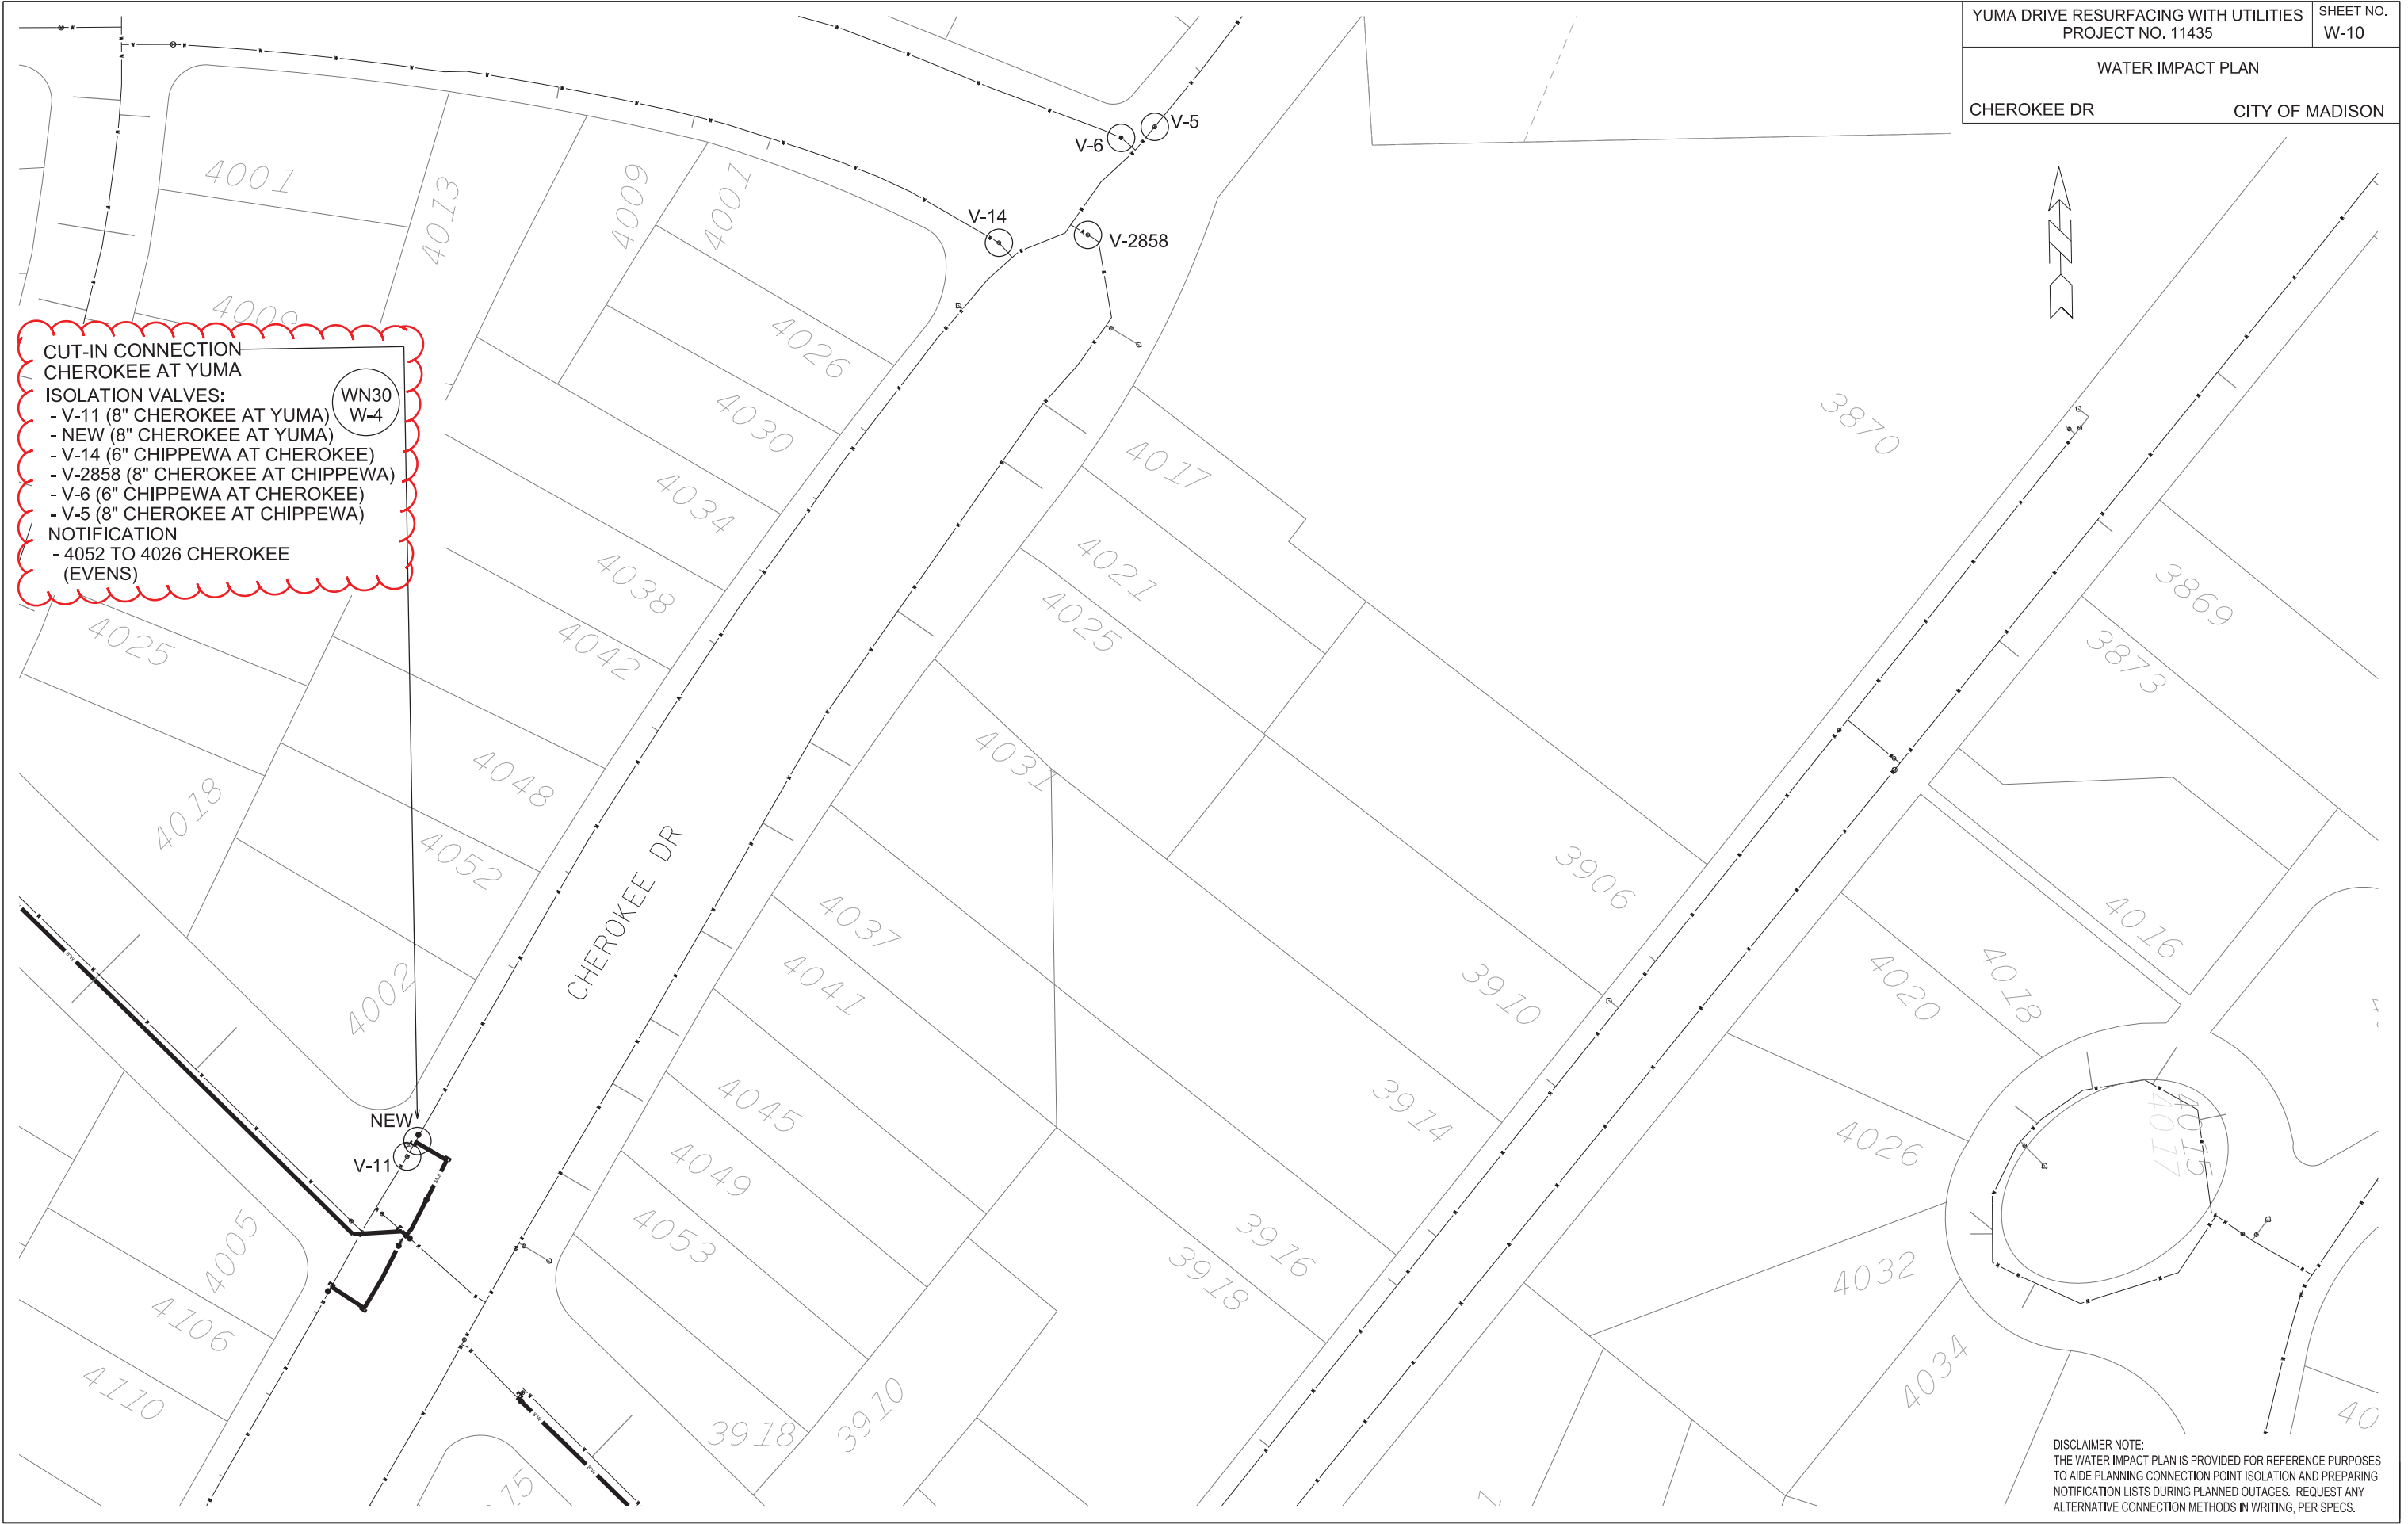 YUMA DRIVE RESURFACING WITH UTILITIES
PROJECT NO. 11435
SHEET NO.
W-10
WATER IMPACT PLAN
CHEROKEE DR
CITY OF MADISON
V-5
V-6
V-14
V-2858
4001
4013
4009
4001
4026
4030
4034
4038
4042
4048
4052
4002
4025
4018
CUT-IN CONNECTION
CHEROKEE AT YUMA
ISOLATION VALVES:
- V-11 (8" CHEROKEE AT YUMA)
- NEW (8" CHEROKEE AT YUMA)
- V-14 (6" CHIPPEWA AT CHEROKEE)
- V-2858 (8" CHEROKEE AT CHIPPEWA)
- V-6 (6" CHIPPEWA AT CHEROKEE)
- V-5 (8" CHEROKEE AT CHIPPEWA)
NOTIFICATION
- 4052 TO 4026 CHEROKEE
(EVENS)
WN30
W-4
3870
4017
4021
4025
4031
4037
4041
4045
4049
4053
3918
3910
CHEROKEE DR
3906
3910
3914
3916
3918
3869
3873
4016
4018
4020
4026
4032
4034
4015
4017
NEW
V-11
4005
4106
4110
DISCLAIMER NOTE:
THE WATER IMPACT PLAN IS PROVIDED FOR REFERENCE PURPOSES
TO AIDE PLANNING CONNECTION POINT ISOLATION AND PREPARING
NOTIFICATION LISTS DURING PLANNED OUTAGES. REQUEST ANY
ALTERNATIVE CONNECTION METHODS IN WRITING, PER SPECS.